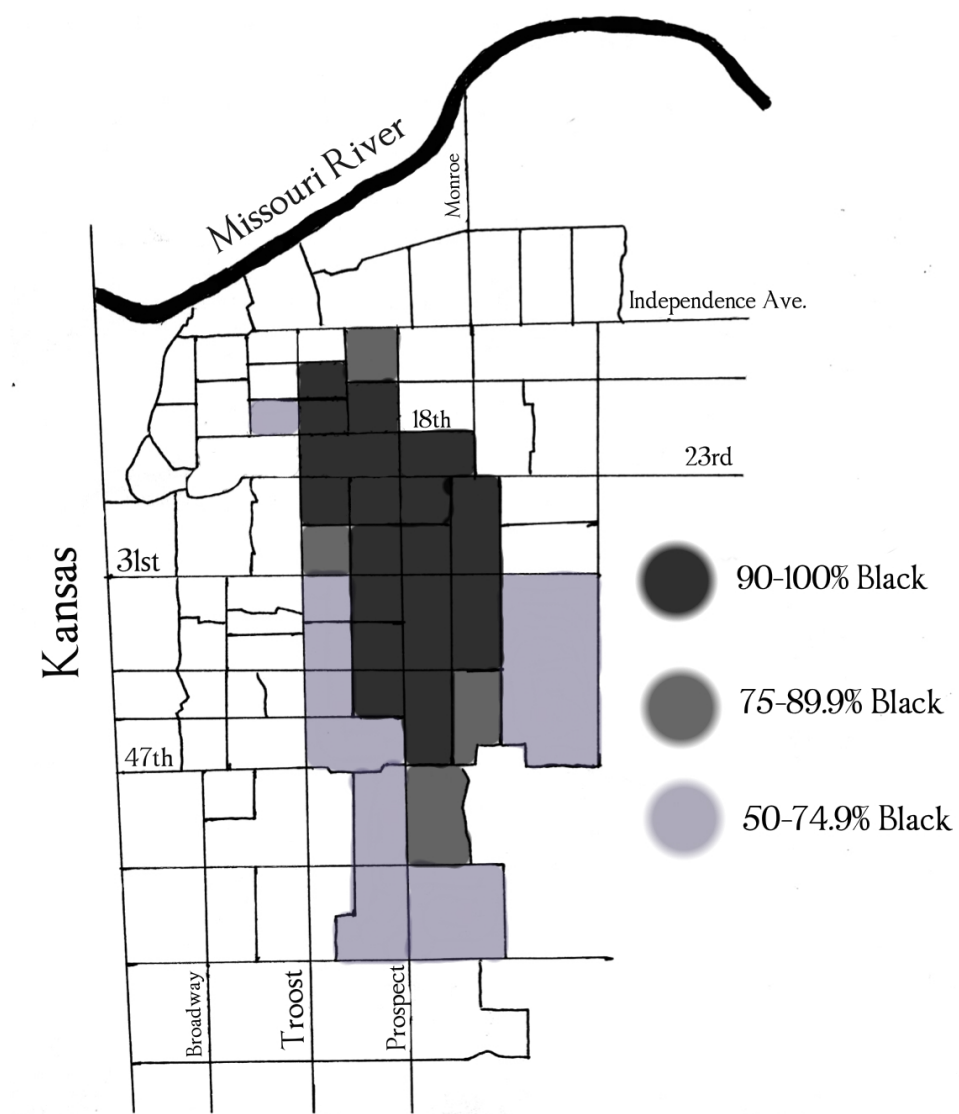 Missouri River
Monroe
Independence Ave.
18th
23rd
31st
Kansas
90-100% Black
75-89.9% Black
47th
50-74.9% Black
Broadway
Troost
Prospect